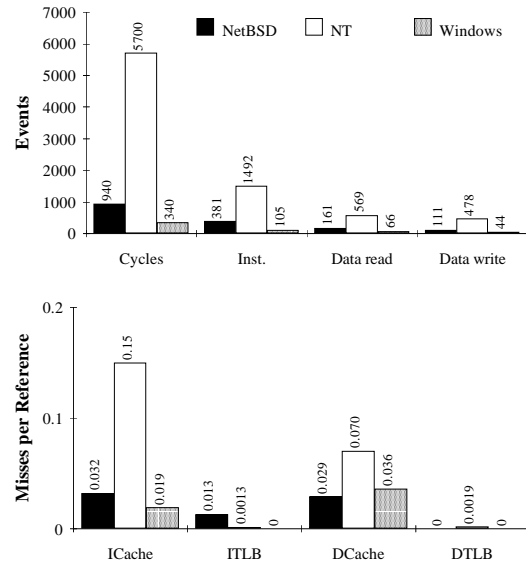 NetBSD NT Windows
7000
6000
5000
4000
3000
2000
1000
0
Events
940 5700 340 381 1492 105 161 569 66 111 478 44
Cycles Inst. Data read Data write
0.2
0.1
0
Misses per Reference
0.032 0.15 0.019 0.013 0.0013 0 0.029 0.070 0.036 0 0.0019 0
ICache ITLB DCache DTLB